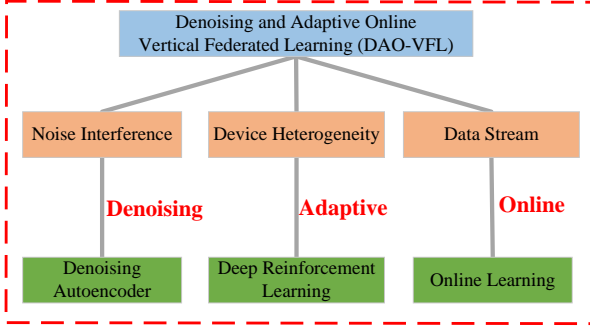 Denoising and Adaptive Online
Vertical Federated Learning (DAO-VFL)
Noise Interference
Device Heterogeneity
Data Stream
Denoising
Adaptive
Online
Denoising
Autoencoder
Deep Reinforcement
Learning
Online Learning